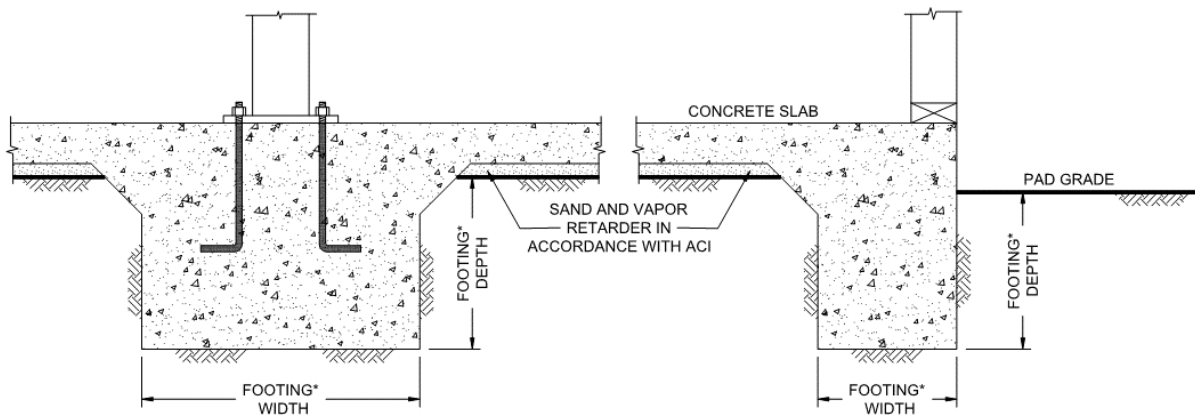 CONCRETE SLAB
PAD GRADE
SAND AND VAPOR
RETARDER IN
ACCORDANCE WITH ACI
FOOTING*
DEPTH
FOOTING*
DEPTH
FOOTING*
WIDTH
FOOTING*
WIDTH